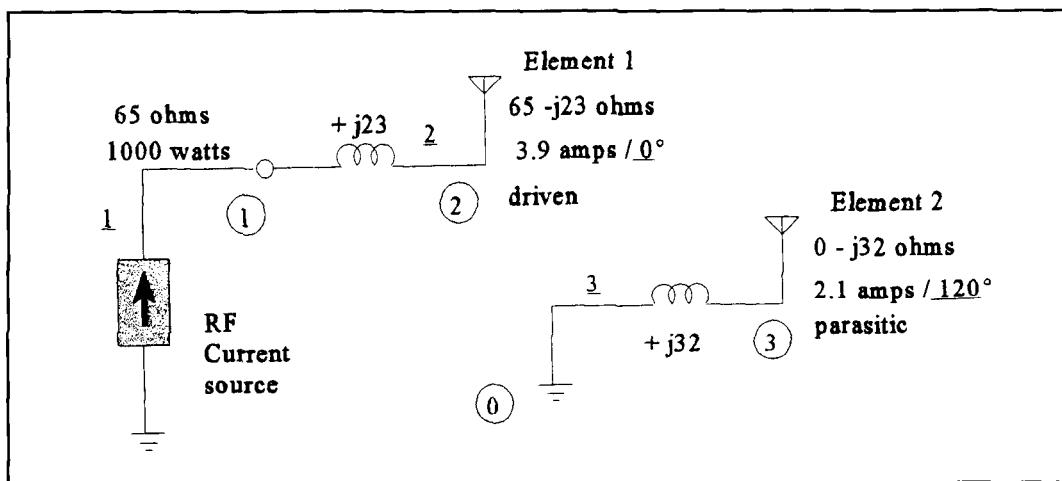 Element 1
65 ohms
1000 watts
+ j23
2
65 -j23 ohms
3.9 amps / 0°
driven
1
1
2
Element 2
0 - j32 ohms
2.1 amps / 120°
parasitic
3
+ j32
3
RF
Current
source
0